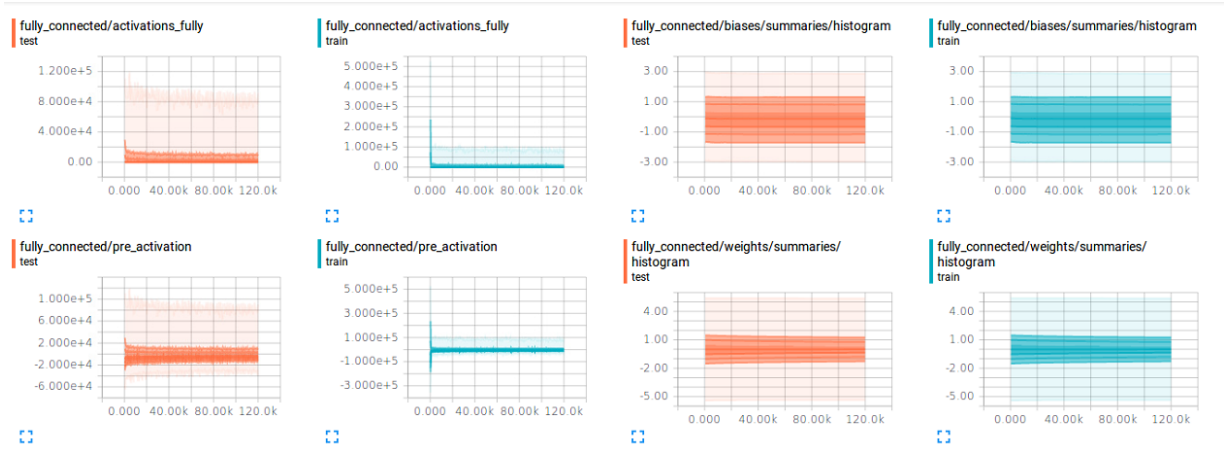 fully_connected/activations_fully
test
1.200e+5
8.000e+4
4.000e+4
0.00
0.000 40.00k 80.00k 120.0k
fully_connected/activations_fully
train
5.000e+5
4.000e+5
3.000e+5
1.000e+5
0.00
0.000 40.00k 80.00k 120.0k
fully_connected/biases/summaries/histogram
test
3.00
1.00
-1.00
-3.00
0.000 40.00k 80.00k 120.0k
fully_connected/biases/summaries/histogram
train
3.00
1.00
-1.00
-3.00
0.000 40.00k 80.00k 120.0k
fully_connected/pre_activation
test
1.000e+5
6.000e+4
2.000e+4
-2.000e+4
-6.000e+4
0.000 40.00k 80.00k 120.0k
fully_connected/pre_activation
train
5.000e+5
3.000e+5
1.000e+5
-1.000e+5
-3.000e+5
0.000 40.00k 80.00k 120.0k
fully_connected/weights/summaries/
histogram
test
4.00
1.00
-2.00
-5.00
0.000 40.00k 80.00k 120.0k
fully_connected/weights/summaries/
histogram
train
4.00
1.00
-2.00
-5.00
0.000 40.00k 80.00k 120.0k